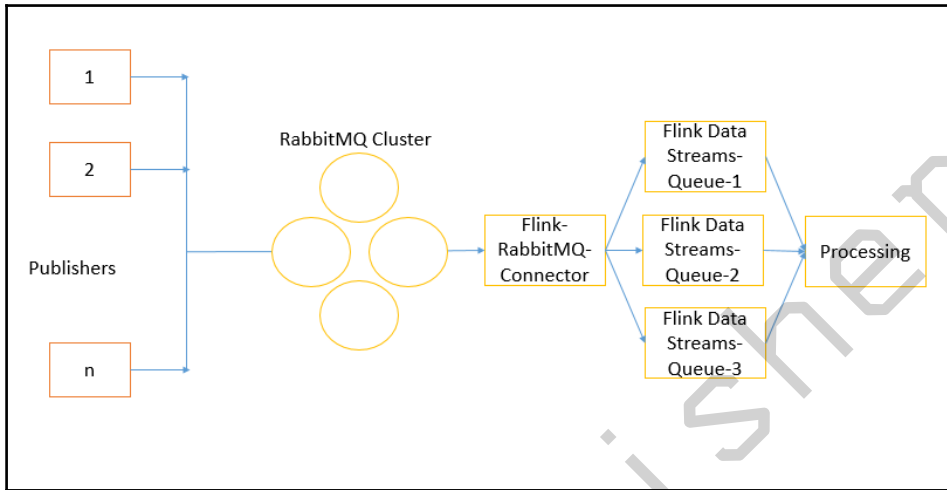 1
2
Publishers
n
RabbitMQ Cluster
Flink-
RabbitMQ-
Connector
Flink Data
Streams-
Queue-1
Flink Data
Streams-
Queue-2
Flink Data
Streams-
Queue-3
Processing
isher